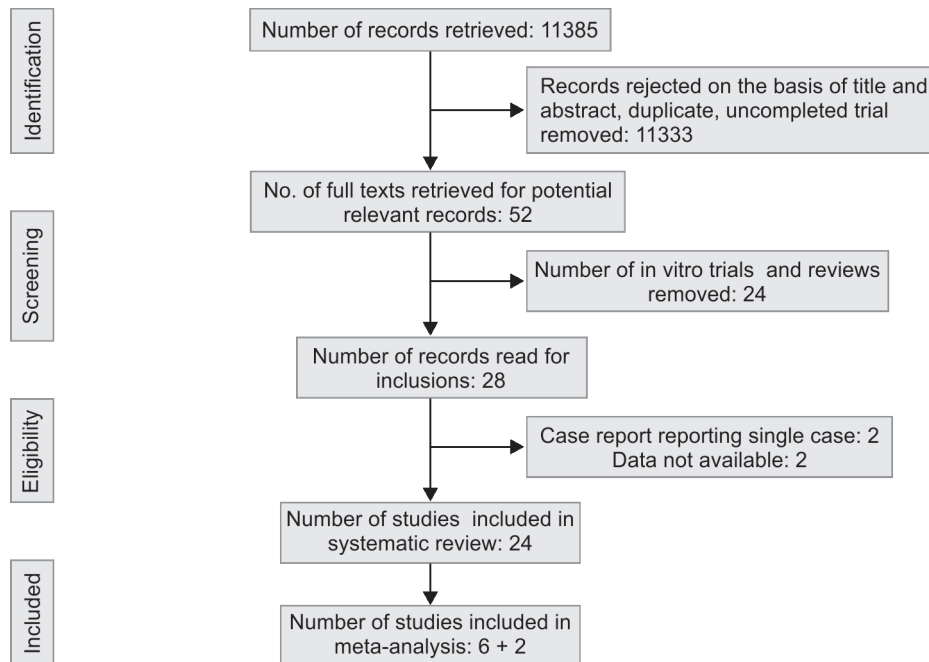 Identification
Number of records retrieved: 11385
Records rejected on the basis of title and
abstract, duplicate, uncompleted trial
removed: 11333
No. of full texts retrieved for potential
relevant records: 52
Screening
Number of in vitro trials and reviews
removed: 24
Number of records read for
inclusions: 28
Eligibility
Case report reporting single case: 2
Data not available: 2
Number of studies included in
systematic review: 24
Included
Number of studies included in
meta-analysis: 6 + 2